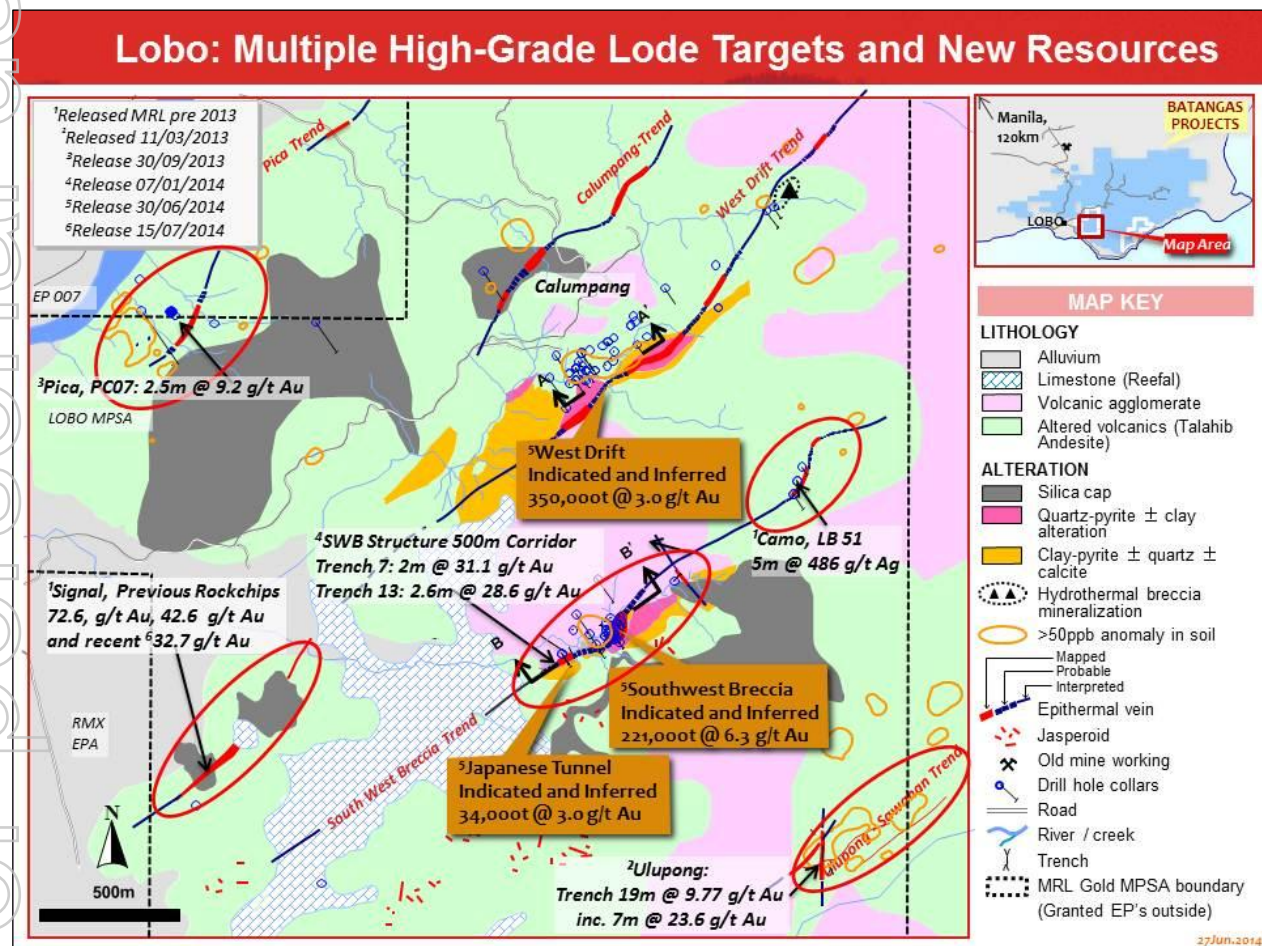 Lobo: Multiple High-Grade Lode Targets and New Resources
¹Released MRL pre 2013
²Released 11/03/2013
³Release 30/09/2013
⁴Release 07/01/2014
⁵Release 30/06/2014
⁶Release 15/07/2014
Pica Trend
Calumpang-Trend
West Drift Trend
EP 007
³Pica, PC07: 2.5m @ 9.2 g/t Au
LOBO MPSA
Calumpang
A'
A
⁵West Drift
Indicated and Inferred
350,000t @ 3.0 g/t Au
⁴SWB Structure 500m Corridor
Trench 7: 2m @ 31.1 g/t Au
Trench 13: 2.6m @ 28.6 g/t Au
B'
B
¹Camo, LB 51
5m @ 486 g/t Ag
¹Signal, Previous Rockchips
72.6, g/t Au, 42.6 g/t Au
and recent ⁶32.7 g/t Au
RMX
EPA
⁵Southwest Breccia
Indicated and Inferred
221,000t @ 6.3 g/t Au
South West Breccia Trend
⁵Japanese Tunnel
Indicated and Inferred
34,000t @ 3.0 g/t Au
Ulupong - Sawaban Trend
²Ulupong:
Trench 19m @ 9.77 g/t Au
inc. 7m @ 23.6 g/t Au
N
500m
Manila,
120km
BATANGAS
PROJECTS
LOBO
Map Area
MAP KEY
LITHOLOGY
Alluvium
Limestone (Reefal)
Volcanic agglomerate
Altered volcanics (Talahib
Andesite)
ALTERATION
Silica cap
Quartz-pyrite ± clay
alteration
Clay-pyrite ± quartz ±
calcite
Hydrothermal breccia
mineralization
>50ppb anomaly in soil
Mapped
Probable
Interpreted
Epithermal vein
Jasperoid
Old mine working
Drill hole collars
Road
River / creek
Trench
MRL Gold MPSA boundary
(Granted EP's outside)
27Jun.2014